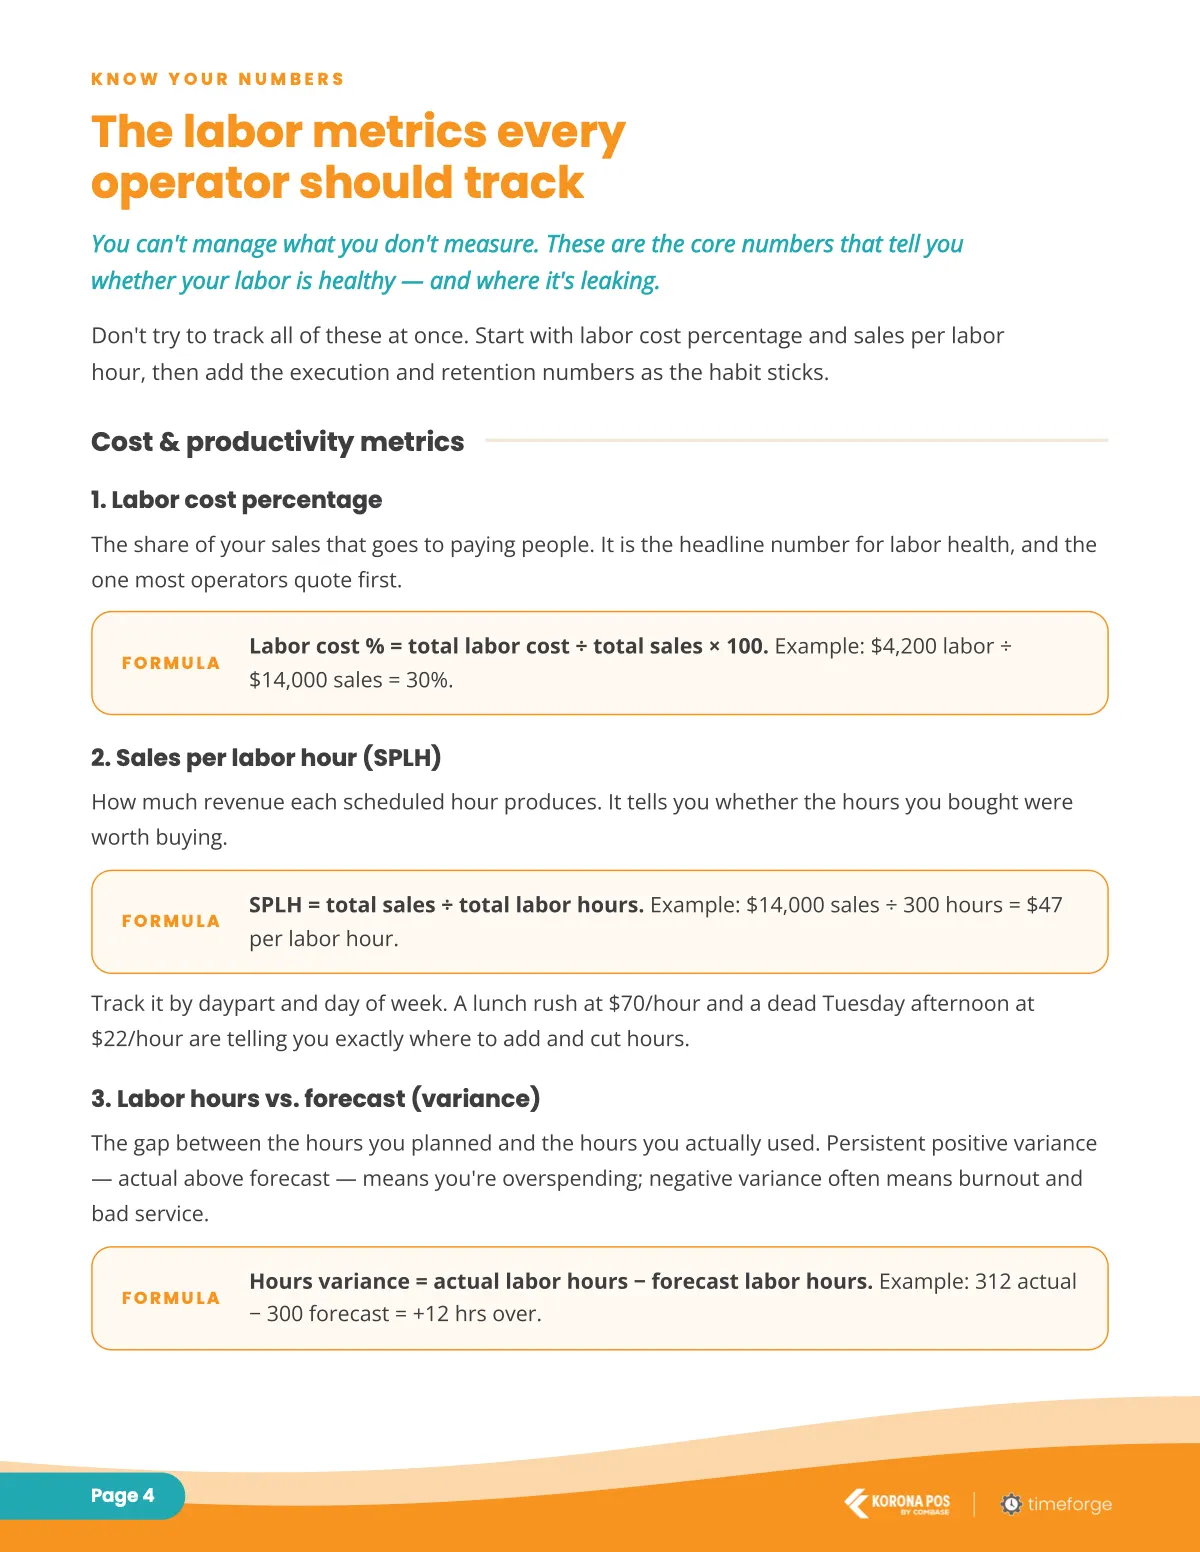 KNOW YOUR NUMBERS
The labor metrics every
operator should track
You can't manage what you don't measure. These are the core numbers that tell you
whether your labor is healthy — and where it's leaking.
Don't try to track all of these at once. Start with labor cost percentage and sales per labor
hour, then add the execution and retention numbers as the habit sticks.
Cost & productivity metrics
1. Labor cost percentage
The share of your sales that goes to paying people. It is the headline number for labor health, and the
one most operators quote first.
FORMULA
Labor cost % = total labor cost ÷ total sales × 100. Example: $4,200 labor ÷
$14,000 sales = 30%.
2. Sales per labor hour (SPLH)
How much revenue each scheduled hour produces. It tells you whether the hours you bought were
worth buying.
FORMULA
SPLH = total sales ÷ total labor hours. Example: $14,000 sales ÷ 300 hours = $47
per labor hour.
Track it by daypart and day of week. A lunch rush at $70/hour and a dead Tuesday afternoon at
$22/hour are telling you exactly where to add and cut hours.
3. Labor hours vs. forecast (variance)
The gap between the hours you planned and the hours you actually used. Persistent positive variance
— actual above forecast — means you're overspending; negative variance often means burnout and
bad service.
FORMULA
Hours variance = actual labor hours − forecast labor hours. Example: 312 actual
− 300 forecast = +12 hrs over.
Page 4
KORONA POS
BY COMBASE
timeforge